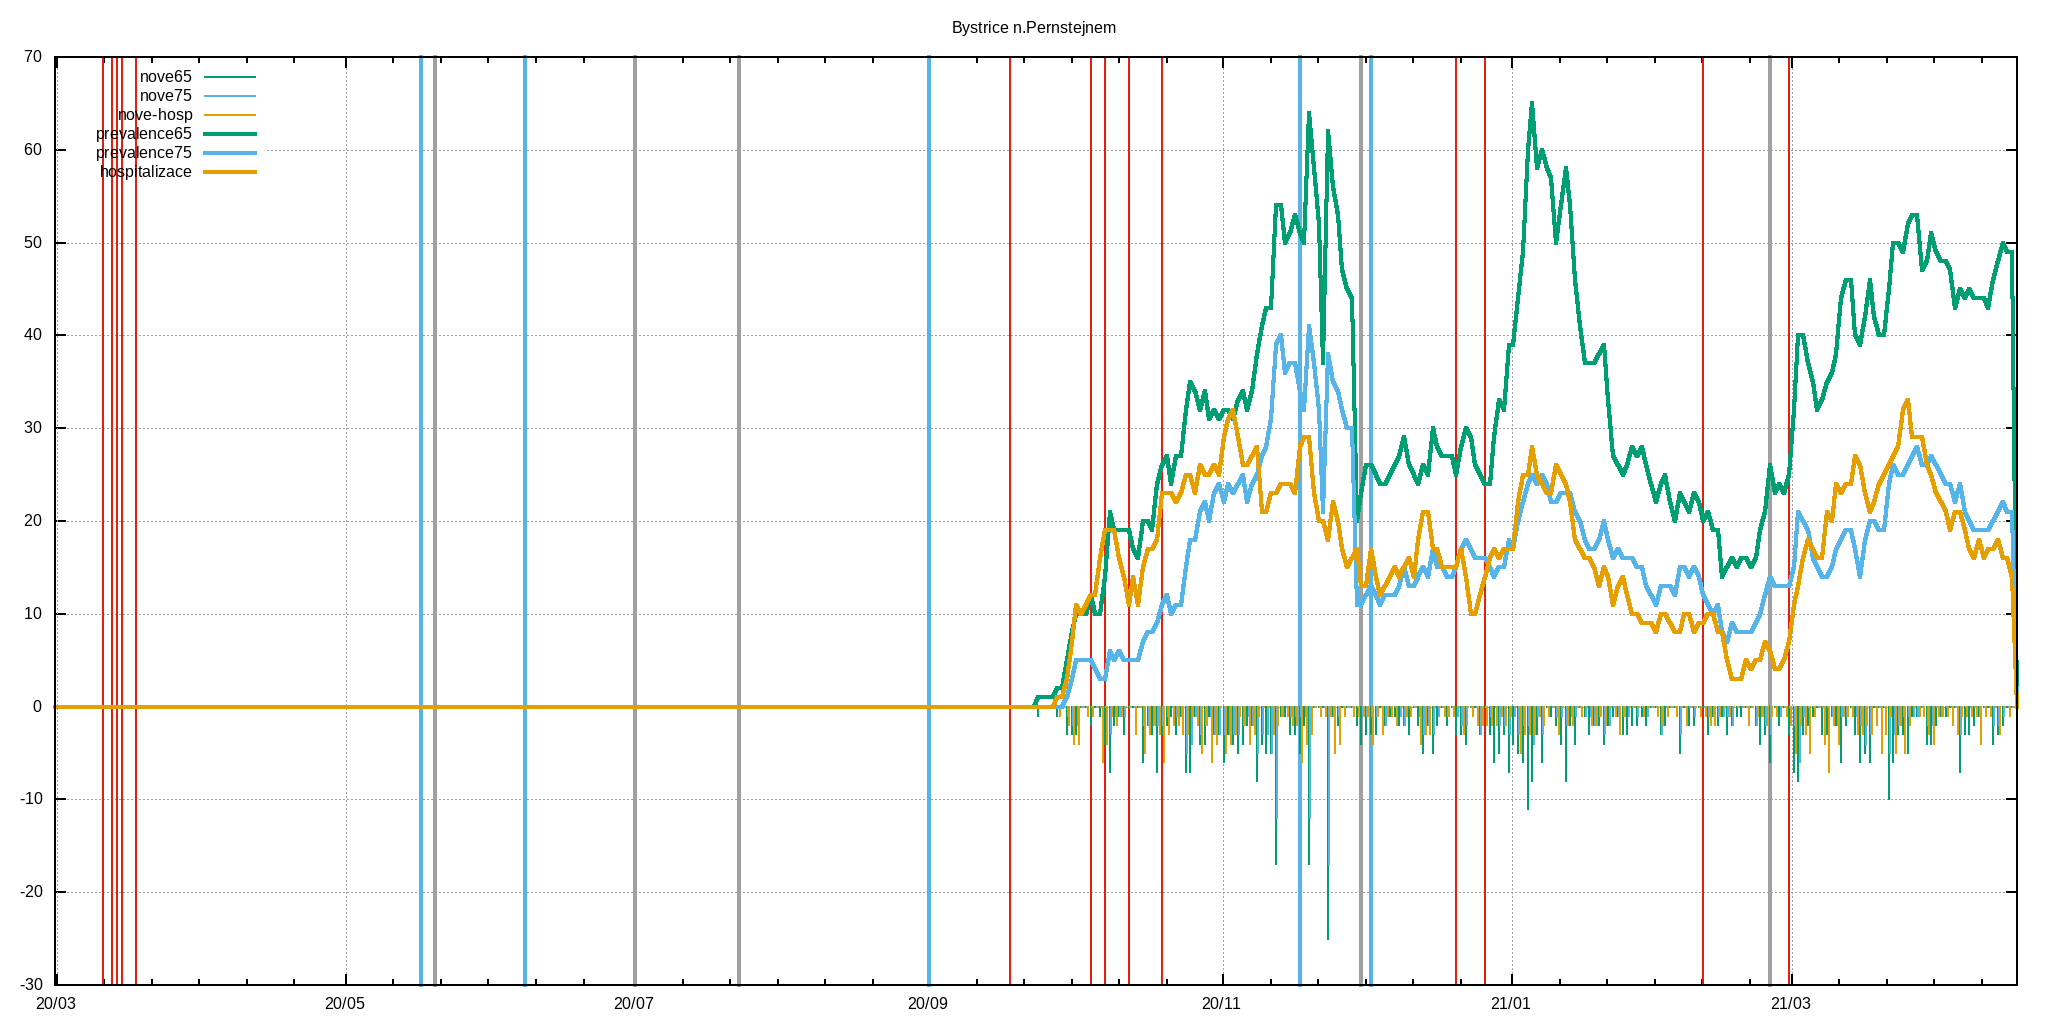 Bystrice n.Pernstejnem
70
60
50
40
30
20
10
0
-10
-20
-30
nove65
nove75
nove-hosp
prevalence65
prevalence75
hospitalizace
20/03 20/05 20/07 20/09 20/11 21/01 21/03